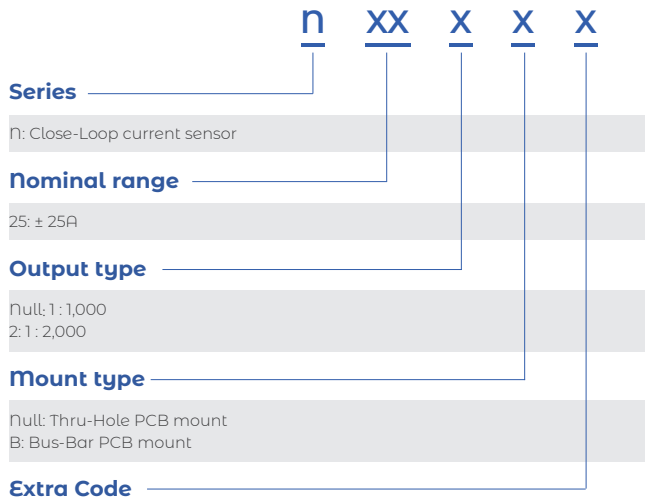 n xx x x x
Series
N: Close-Loop current sensor
Nominal range
25: ± 25A
Output type
Null: 1 : 1,000
2: 1 : 2,000
Mount type
Null: Thru-Hole PCB mount
B: Bus-Bar PCB mount
Extra Code